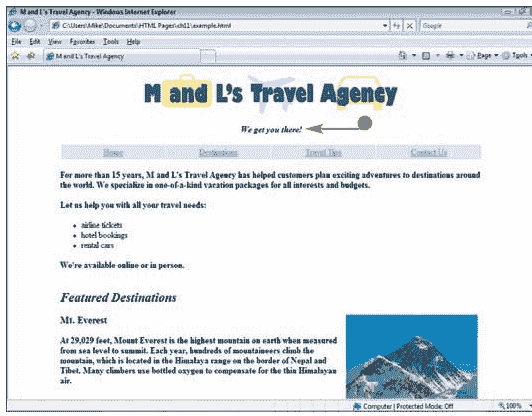 M and L's Travel Agency - Windows Internet Explorer
C:\Users\Mike\Documents\HTML Pages\ch11\example.html
Google
File Edit View Favorites Tools Help
M and L's Travel Agency
Page
Tools
M and L's Travel Agency
We get you there!
Home Destinations Travel Tips Contact Us
For more than 15 years, M and L's Travel Agency has helped customers plan exciting adventures to destinations around
the world. We specialize in one-of-a-kind vacation packages for all interests and budgets.
Let us help you with all your travel needs:
airline tickets
hotel bookings
rental cars
We're available online or in person.
Featured Destinations
Mt. Everest
At 29,029 feet, Mount Everest is the highest mountain on earth when measured
from sea level to summit. Each year, hundreds of mountaineers climb the
mountain, which is located in the Himalaya range on the border of Nepal and
Tibet. Many climbers use bottled oxygen to compensate for the thin Himalayan
air.
Computer | Protected Mode: Off
100%